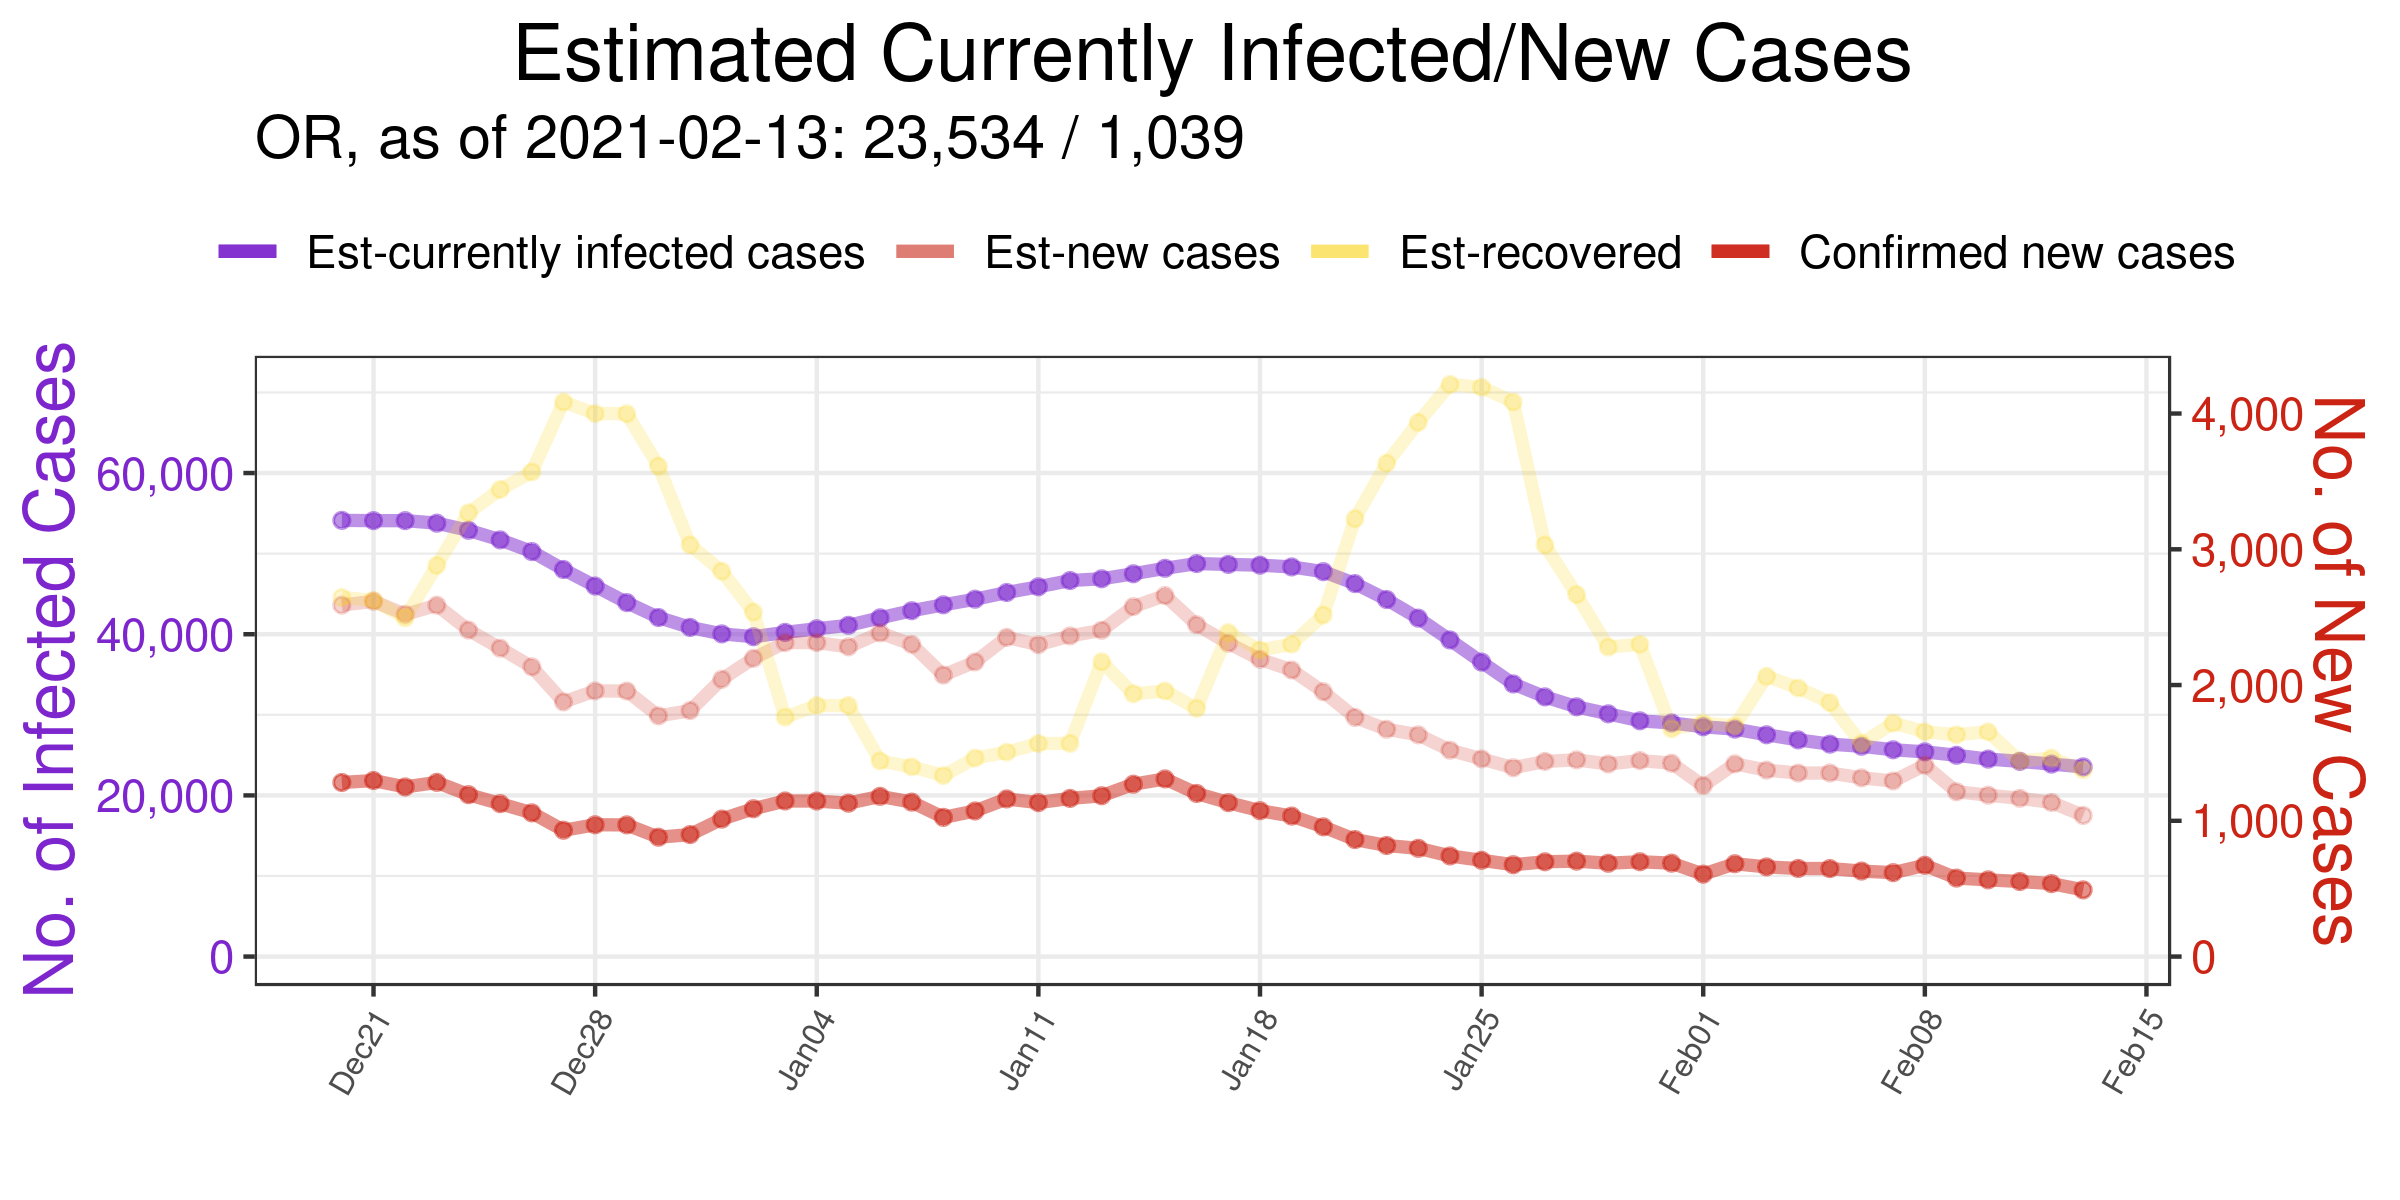 Estimated Currently Infected/New Cases
OR, as of 2021-02-13: 23,534 / 1,039
Est-currently infected cases Est-new cases Est-recovered Confirmed new cases
No. of Infected Cases
60,000
40,000
20,000
0
4,000
3,000
2,000
1,000
0
No. of New Cases
Dec21 Dec28 Jan04 Jan11 Jan18 Jan25 Feb01 Feb08 Feb15